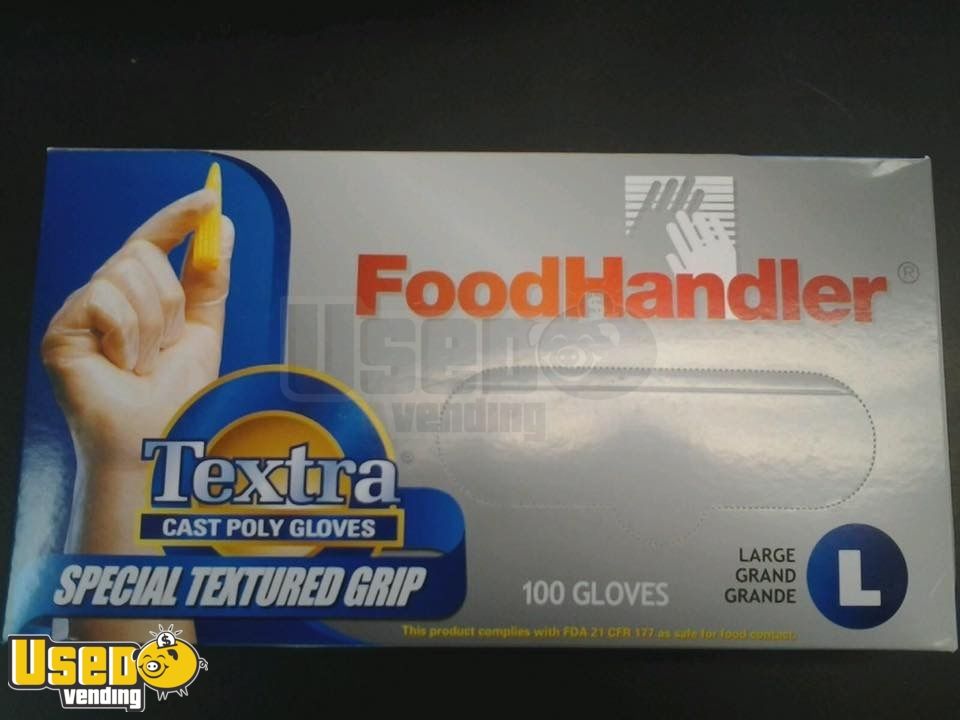 FoodHandler®
USED
vending
Textra®
CAST POLY GLOVES
SPECIAL TEXTURED GRIP
100 GLOVES
LARGE
GRAND
GRANDE
L
This product complies with FDA 21 CFR 177 as safe for food contact.
USED
vending